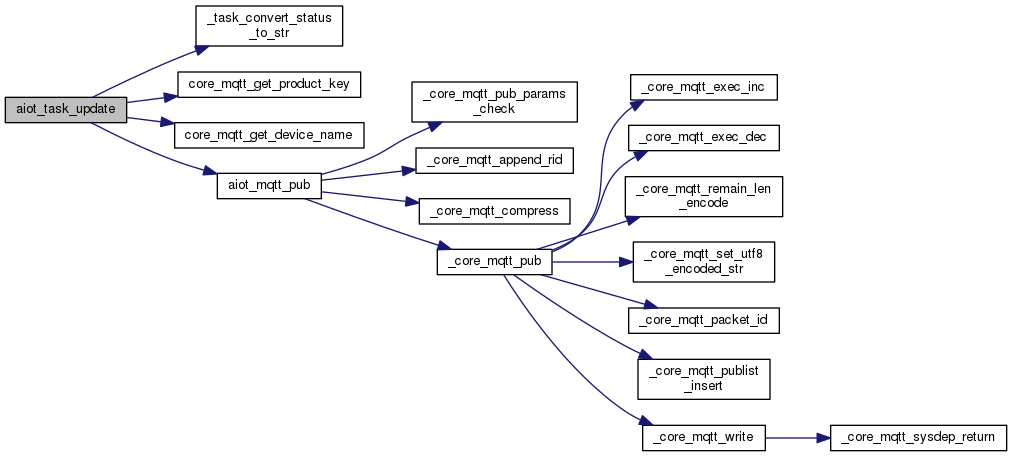 aiot_task_update
_task_convert_status
_to_str
core_mqtt_get_product_key
core_mqtt_get_device_name
aiot_mqtt_pub
_core_mqtt_pub_params
_check
_core_mqtt_append_rid
_core_mqtt_compress
_core_mqtt_pub
_core_mqtt_exec_inc
_core_mqtt_exec_dec
_core_mqtt_remain_len
_encode
_core_mqtt_set_utf8
_encoded_str
_core_mqtt_packet_id
_core_mqtt_publist
_insert
_core_mqtt_write
_core_mqtt_sysdep_return